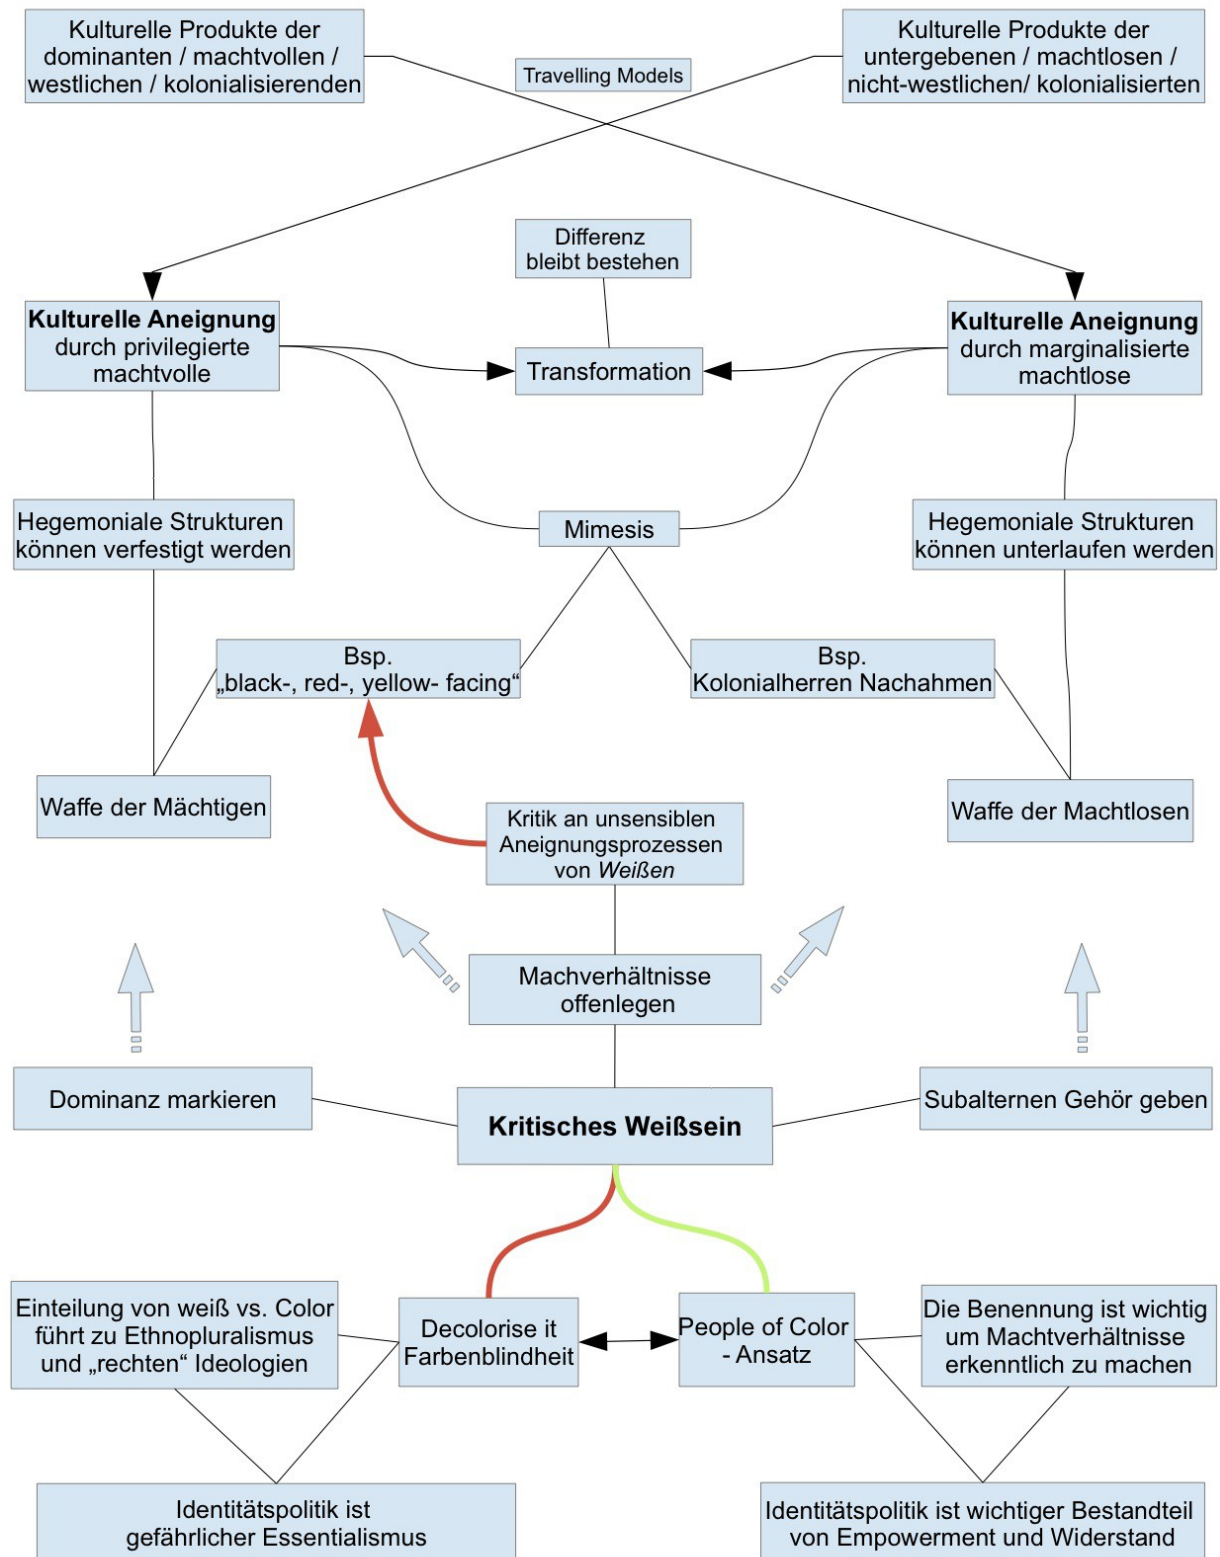 Kulturelle Produkte der
dominanten / machtvollen /
westlichen / kolonialisierenden
Travelling Models
Kulturelle Produkte der
untergebenen / machtlosen /
nicht-westlichen/ kolonialisierten
Differenz
bleibt bestehen
Kulturelle Aneignung
durch privilegierte
machtvolle
Transformation
Kulturelle Aneignung
durch marginalisierte
machtlose
Hegemoniale Strukturen
können verfestigt werden
Mimesis
Hegemoniale Strukturen
können unterlaufen werden
Bsp.
„black-, red-, yellow- facing“
Bsp.
Kolonialherren Nachahmen
Waffe der Mächtigen
Kritik an unsensiblen
Aneignungsprozessen
von Weißen
Waffe der Machtlosen
Machverhältnisse
offenlegen
Dominanz markieren
Kritisches Weißsein
Subalternen Gehör geben
Einteilung von weiß vs. Color
führt zu Ethnopluralismus
und „rechten“ Ideologien
Decolorise it
Farbenblindheit
People of Color
- Ansatz
Die Benennung ist wichtig
um Machtverhältnisse
erkenntlich zu machen
Identitätspolitik ist
gefährlicher Essentialismus
Identitätspolitik ist wichtiger Bestandteil
von Empowerment und Widerstand